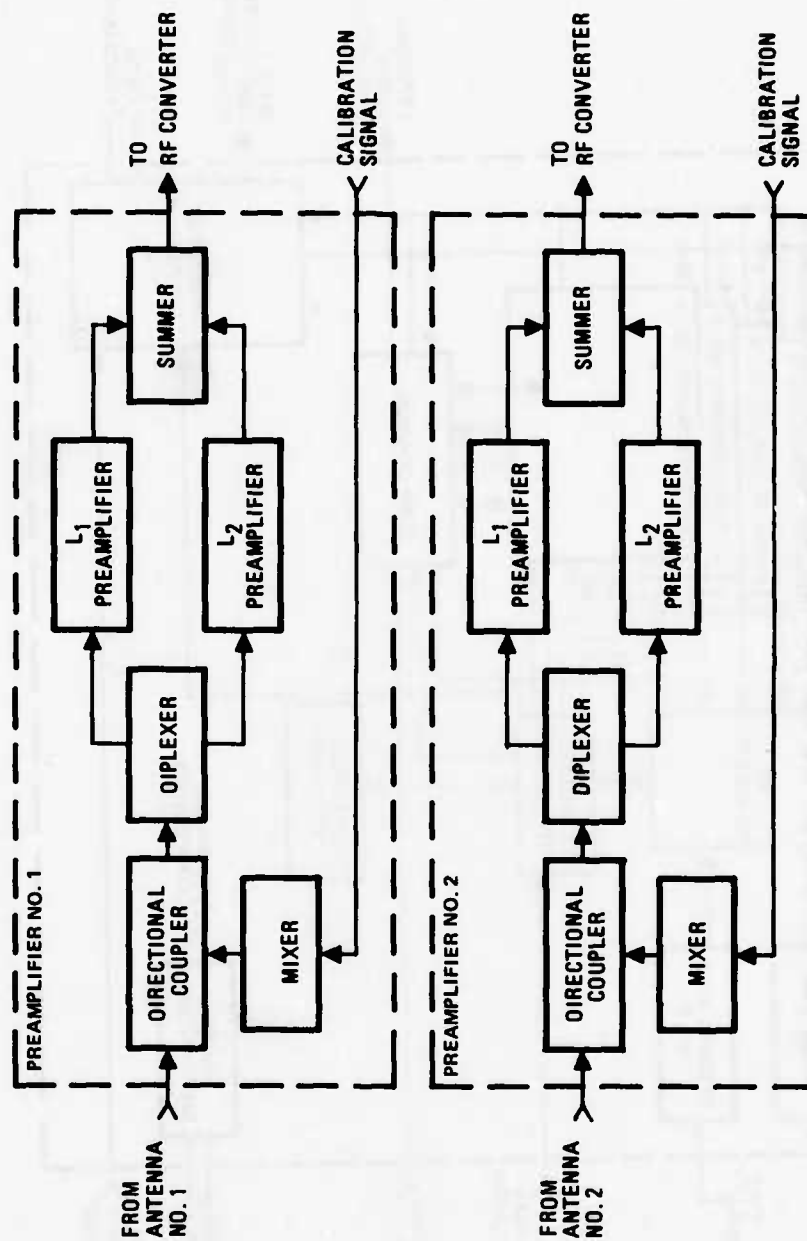 PREAMPLIFIER NO. 1
FROM
ANTENNA
NO. 1
OIRECTIONAL
COUPLER
MIXER
OIPLEXER
L1
PREAMPLIFIER
L2
PREAMPLIFIER
SUMMER
TO
RF CONVERTER
CALIBRATION
SIGNAL
PREAMPLIFIER NO. 2
FROM
ANTENNA
NO. 2
OIRECTIONAL
COUPLER
MIXER
DIPLEXER
L1
PREAMPLIFIER
L2
PREAMPLIFIER
SUMMER
TO
RF CONVERTER
CALIBRATION
SIGNAL